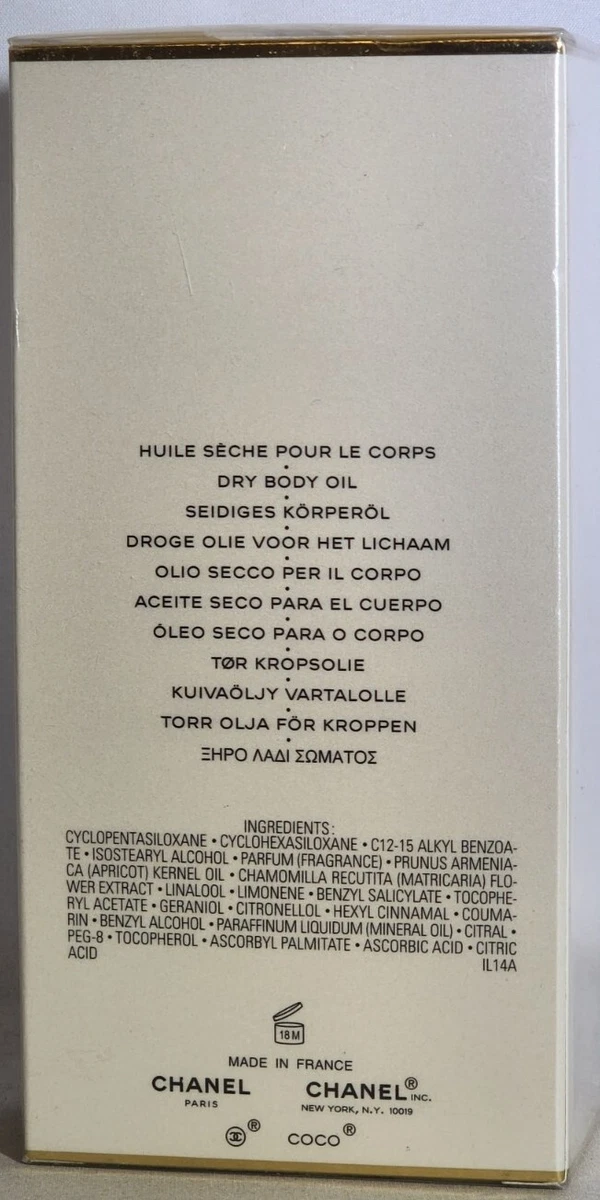 HUILE SÈCHE POUR LE CORPS
•
DRY BODY OIL
•
SEIDIGES KÖRPERÖL
•
DROGE OLIE VOOR HET LICHAAM
•
OLIO SECCO PER IL CORPO
•
ACEITE SECO PARA EL CUERPO
•
ÓLEO SECO PARA O CORPO
•
TØR KROPSOLIE
•
KUIVAÖLJY VARTALOLLE
•
TORR OLJA FÖR KROPPEN
•
ΞΗΡΟ ΛΑΔΙ ΣΩΜΑΤΟΣ
INGREDIENTS:
CYCLOPENTASILOXANE • CYCLOHEXASILOXANE • C12-15 ALKYL BENZOA-
TE • ISOSTEARYL ALCOHOL • PARFUM (FRAGRANCE) • PRUNUS ARMENIA-
CA (APRICOT) KERNEL OIL • CHAMOMILLA RECUTITA (MATRICARIA) FLO-
WER EXTRACT • LINALOOL • LIMONENE • BENZYL SALICYLATE • TOCOPHE-
RYL ACETATE • GERANIOL • CITRONELLOL • HEXYL CINNAMAL • COUMA-
RIN • BENZYL ALCOHOL • PARAFFINUM LIQUIDUM (MINERAL OIL) • CITRAL •
PEG-8 • TOCOPHEROL • ASCORBYL PALMITATE • ASCORBIC ACID • CITRIC
ACID IL14A
18M
MADE IN FRANCE
CHANEL CHANEL® INC.
PARIS NEW YORK, N.Y. 10019
® COCO®